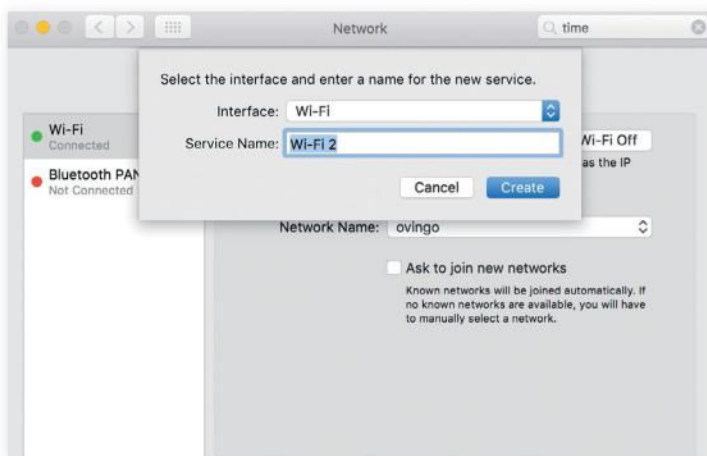 Network
time
Select the interface and enter a name for the new service.
Interface: Wi-Fi
Service Name: Wi-Fi 2
Cancel Create
Wi-Fi
Connected
Wi-Fi Off
as the IP
Bluetooth PAN
Not Connected
Network Name: ovingo
Ask to join new networks
Known networks will be joined automatically. If
no known networks are available, you will have
to manually select a network.